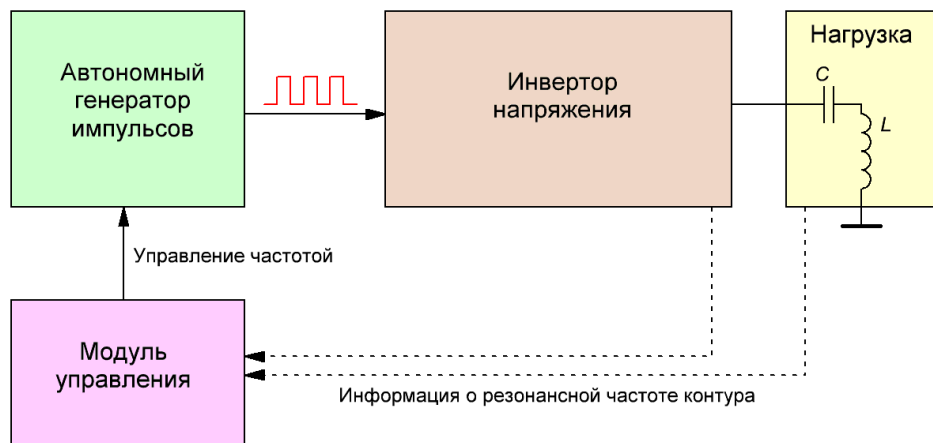 Автономный
генератор
импульсов
Инвертор
напряжения
Нагрузка
C
L
Управление частотой
Модуль
управления
Информация о резонансной частоте контура